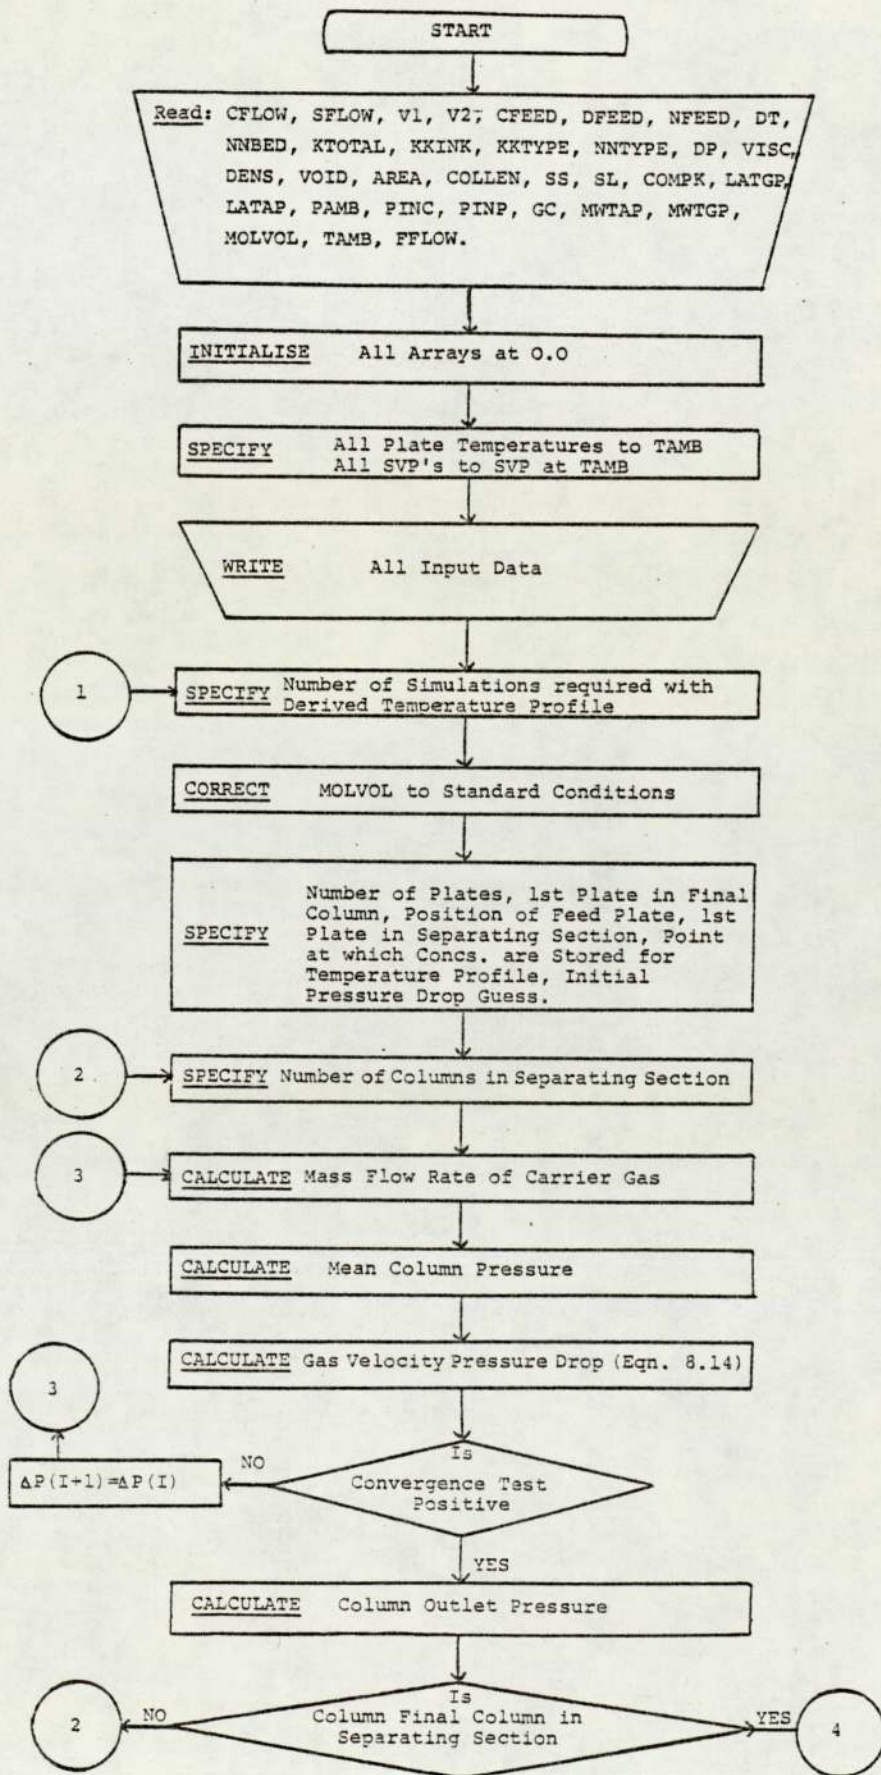 START
Read: CFLOW, SFLOW, V1, V2, CFEED, DFEED, NFEED, DT,
NNBED, KTOTAL, KKINK, KKTYPE, NNTYPE, DP, VISC,
DENS, VOID, AREA, COLLEN, SS, SL, COMPK, LATGP,
LATAP, PAMB, PINC, PINP, GC, MWTAP, MWTGP,
MOLVOL, TAMB, FFLOW.
INITIALISE All Arrays at 0.0
SPECIFY All Plate Temperatures to TAMB
All SVP's to SVP at TAMB
WRITE All Input Data
1
SPECIFY Number of Simulations required with
Derived Temperature Profile
CORRECT MOLVOL to Standard Conditions
SPECIFY
Number of Plates, 1st Plate in Final
Column, Position of Feed Plate, 1st
Plate in Separating Section, Point
at which Concs. are Stored for
Temperature Profile, Initial
Pressure Drop Guess.
2
SPECIFY Number of Columns in Separating Section
3
CALCULATE Mass Flow Rate of Carrier Gas
CALCULATE Mean Column Pressure
CALCULATE Gas Velocity Pressure Drop (Eqn. 8.14)
3
ΔP(I+1)=ΔP(I)
NO
Is
Convergence Test
Positive
YES
CALCULATE Column Outlet Pressure
2
NO
Is
Column Final Column in
Separating Section
YES
4